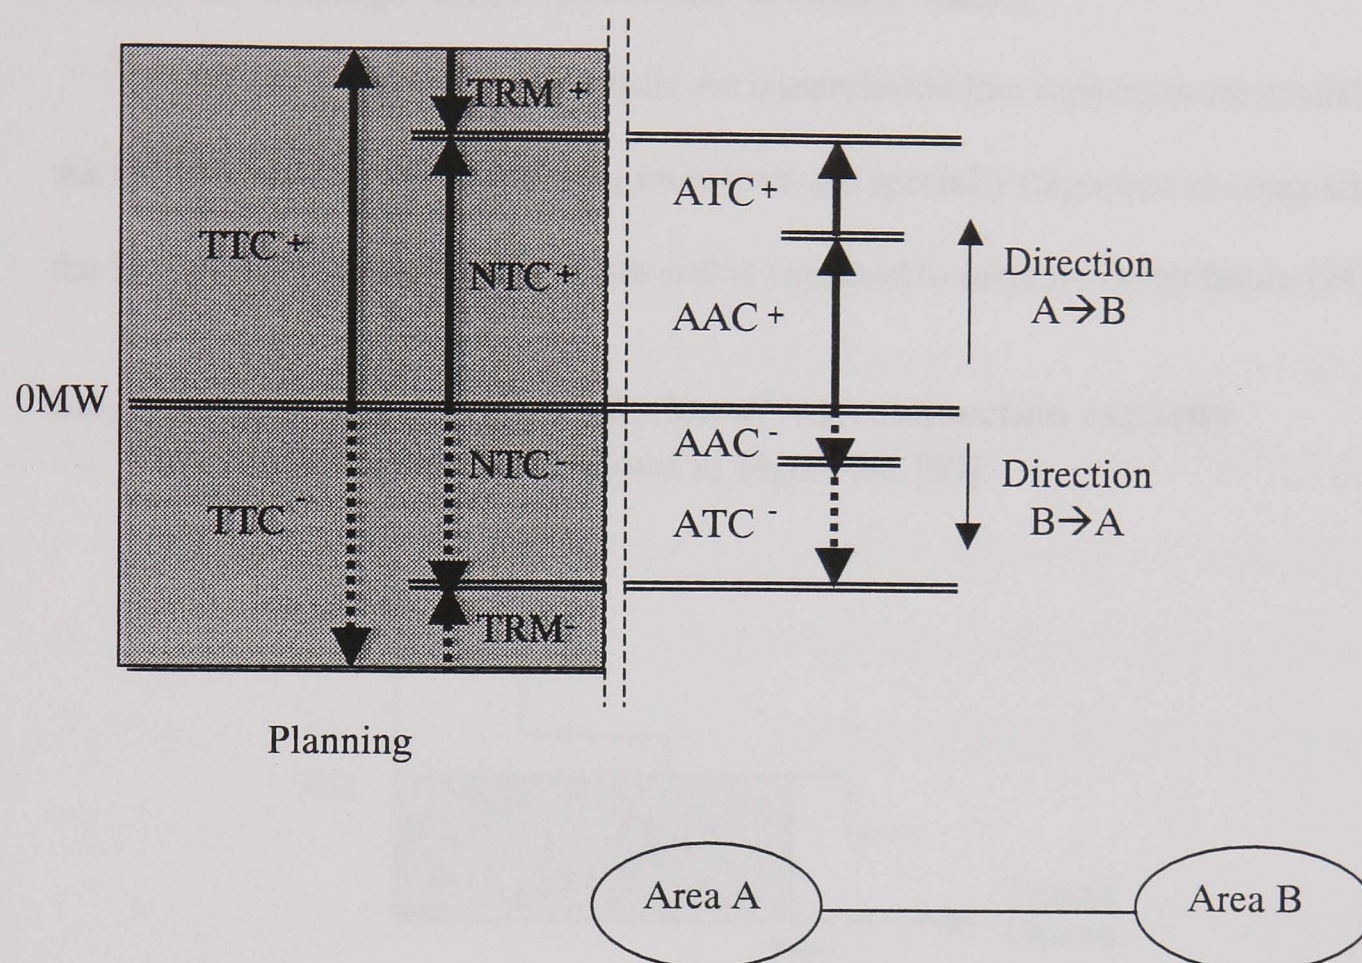 TRM +
ATC +
TTC +
NTC +
AAC +
Direction
A→B
0MW
AAC -
NTC -
Direction
B→A
TTC -
ATC -
TRM -
Planning
Area A
Area B